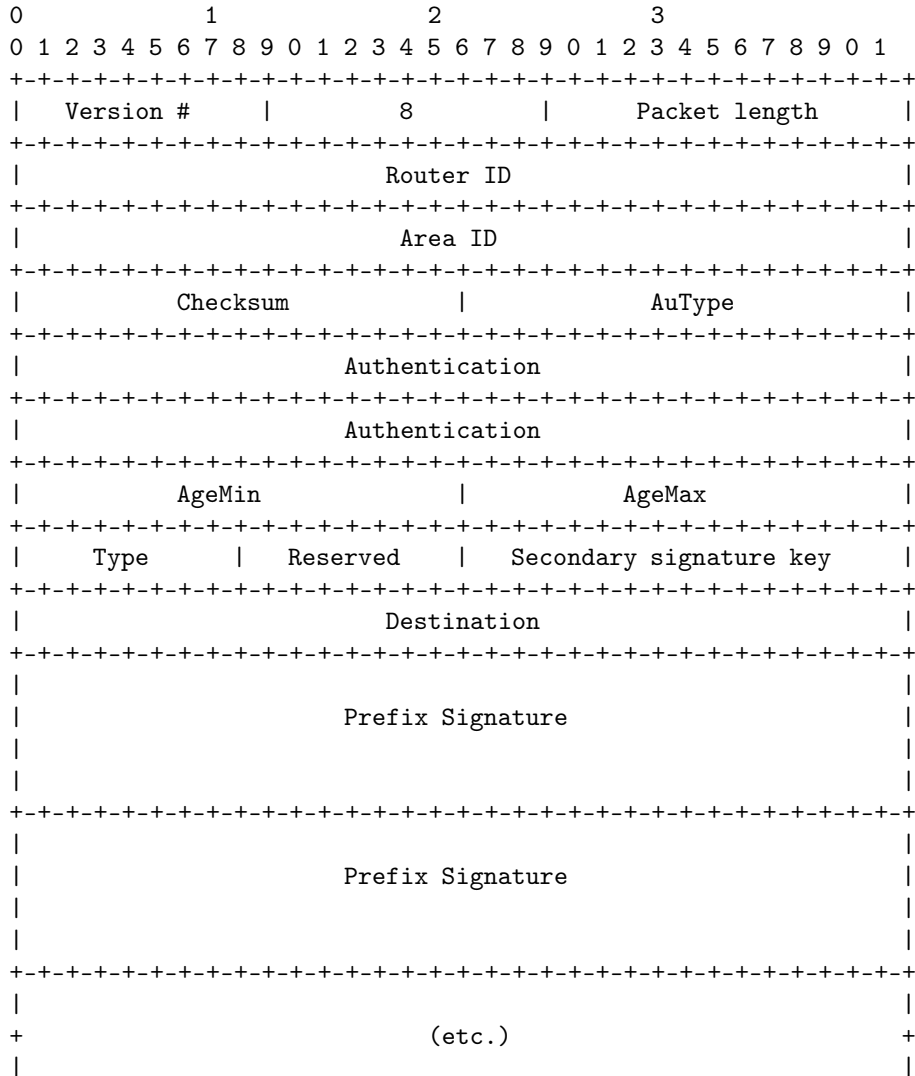 0                   1                   2                   3
0 1 2 3 4 5 6 7 8 9 0 1 2 3 4 5 6 7 8 9 0 1 2 3 4 5 6 7 8 9 0 1
+-+-+-+-+-+-+-+-+-+-+-+-+-+-+-+-+-+-+-+-+-+-+-+-+-+-+-+-+-+-+-+-+
| Version # | 8 | Packet length |
+-+-+-+-+-+-+-+-+-+-+-+-+-+-+-+-+-+-+-+-+-+-+-+-+-+-+-+-+-+-+-+-+
| Router ID |
+-+-+-+-+-+-+-+-+-+-+-+-+-+-+-+-+-+-+-+-+-+-+-+-+-+-+-+-+-+-+-+-+
| Area ID |
+-+-+-+-+-+-+-+-+-+-+-+-+-+-+-+-+-+-+-+-+-+-+-+-+-+-+-+-+-+-+-+-+
| Checksum | AuType |
+-+-+-+-+-+-+-+-+-+-+-+-+-+-+-+-+-+-+-+-+-+-+-+-+-+-+-+-+-+-+-+-+
| Authentication |
+-+-+-+-+-+-+-+-+-+-+-+-+-+-+-+-+-+-+-+-+-+-+-+-+-+-+-+-+-+-+-+-+
| Authentication |
+-+-+-+-+-+-+-+-+-+-+-+-+-+-+-+-+-+-+-+-+-+-+-+-+-+-+-+-+-+-+-+-+
| AgeMin | AgeMax |
+-+-+-+-+-+-+-+-+-+-+-+-+-+-+-+-+-+-+-+-+-+-+-+-+-+-+-+-+-+-+-+-+
| Type | Reserved | Secondary signature key |
+-+-+-+-+-+-+-+-+-+-+-+-+-+-+-+-+-+-+-+-+-+-+-+-+-+-+-+-+-+-+-+-+
| Destination |
+-+-+-+-+-+-+-+-+-+-+-+-+-+-+-+-+-+-+-+-+-+-+-+-+-+-+-+-+-+-+-+-+
| |
| Prefix Signature |
| |
| |
+-+-+-+-+-+-+-+-+-+-+-+-+-+-+-+-+-+-+-+-+-+-+-+-+-+-+-+-+-+-+-+-+
| |
| Prefix Signature |
| |
| |
+-+-+-+-+-+-+-+-+-+-+-+-+-+-+-+-+-+-+-+-+-+-+-+-+-+-+-+-+-+-+-+-+
| |
+ (etc.) +
| |